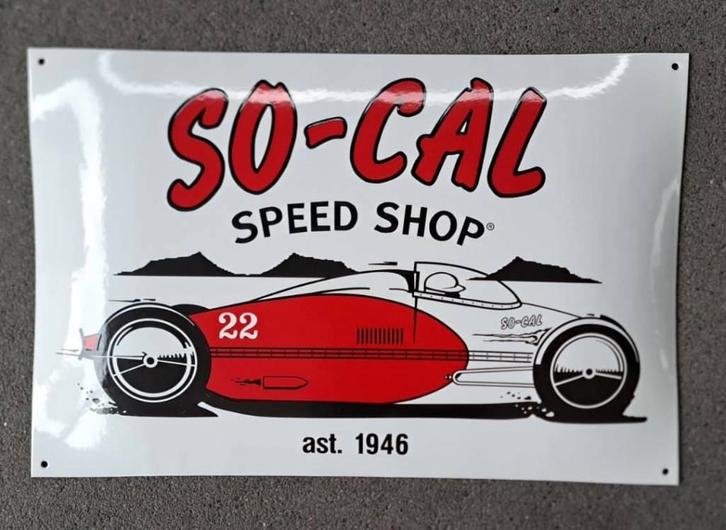 SO-CAL
SPEED SHOP®
22
SO-CAL
ast. 1946